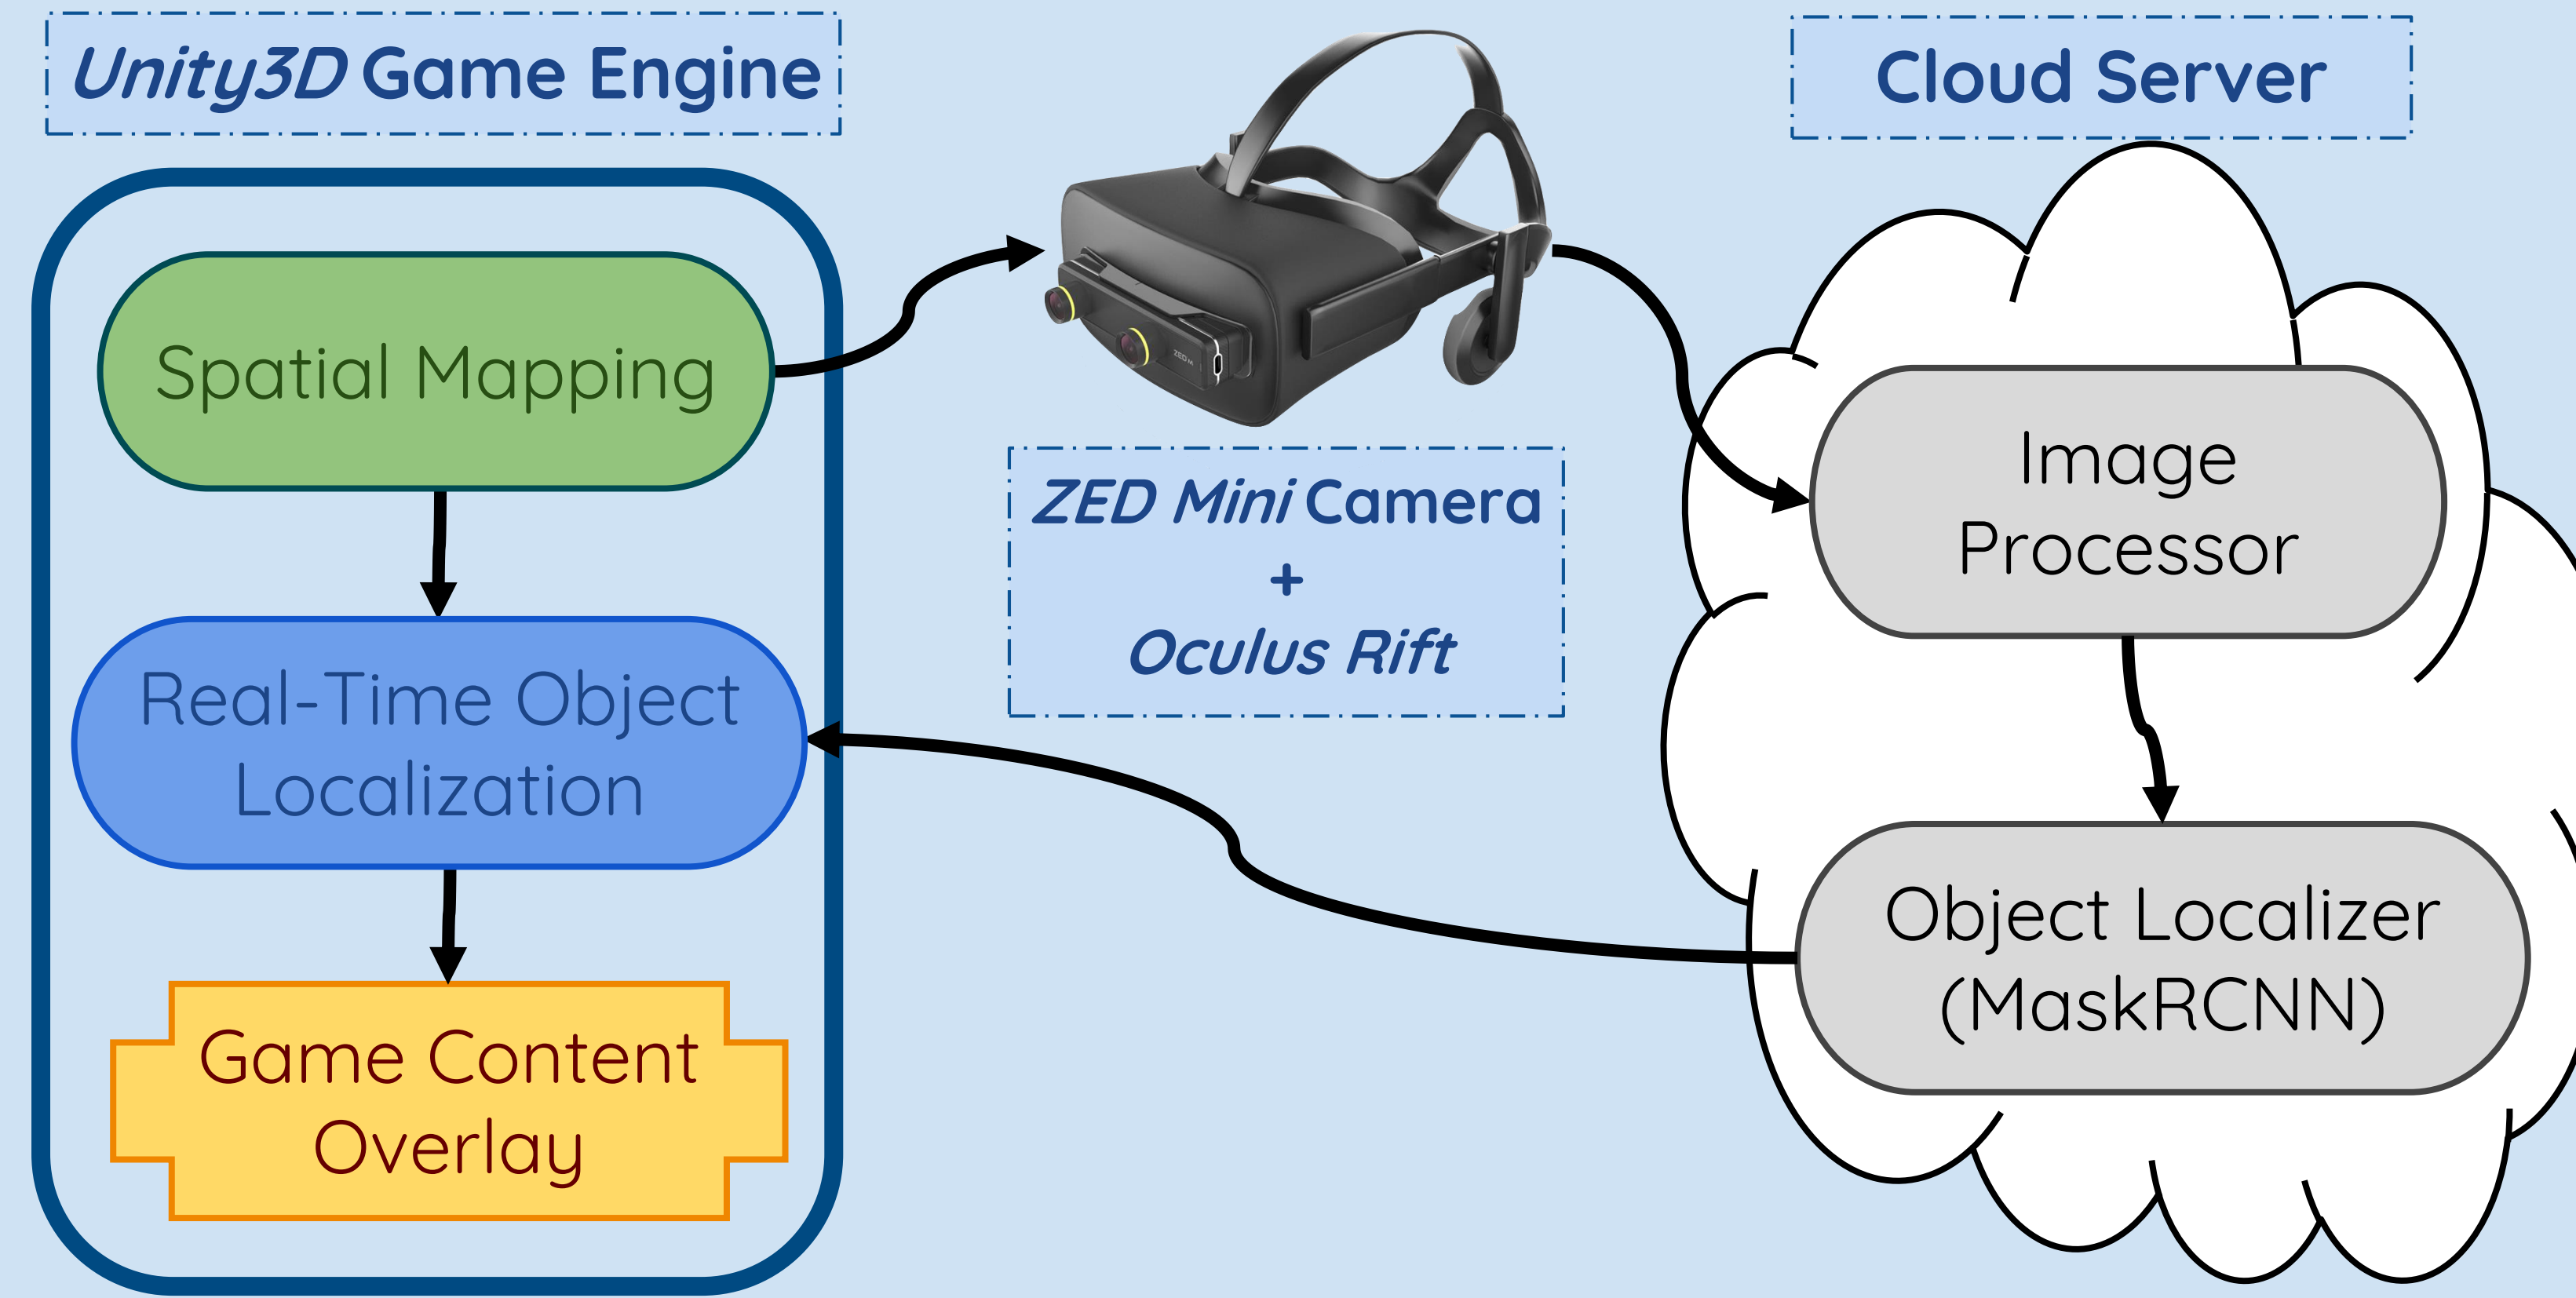 Unity3D Game Engine
Cloud Server
Spatial Mapping
ZED M
ZED Mini Camera
+
Oculus Rift
Image
Processor
Real-Time Object
Localization
Object Localizer
(MaskRCNN)
Game Content
Overlay